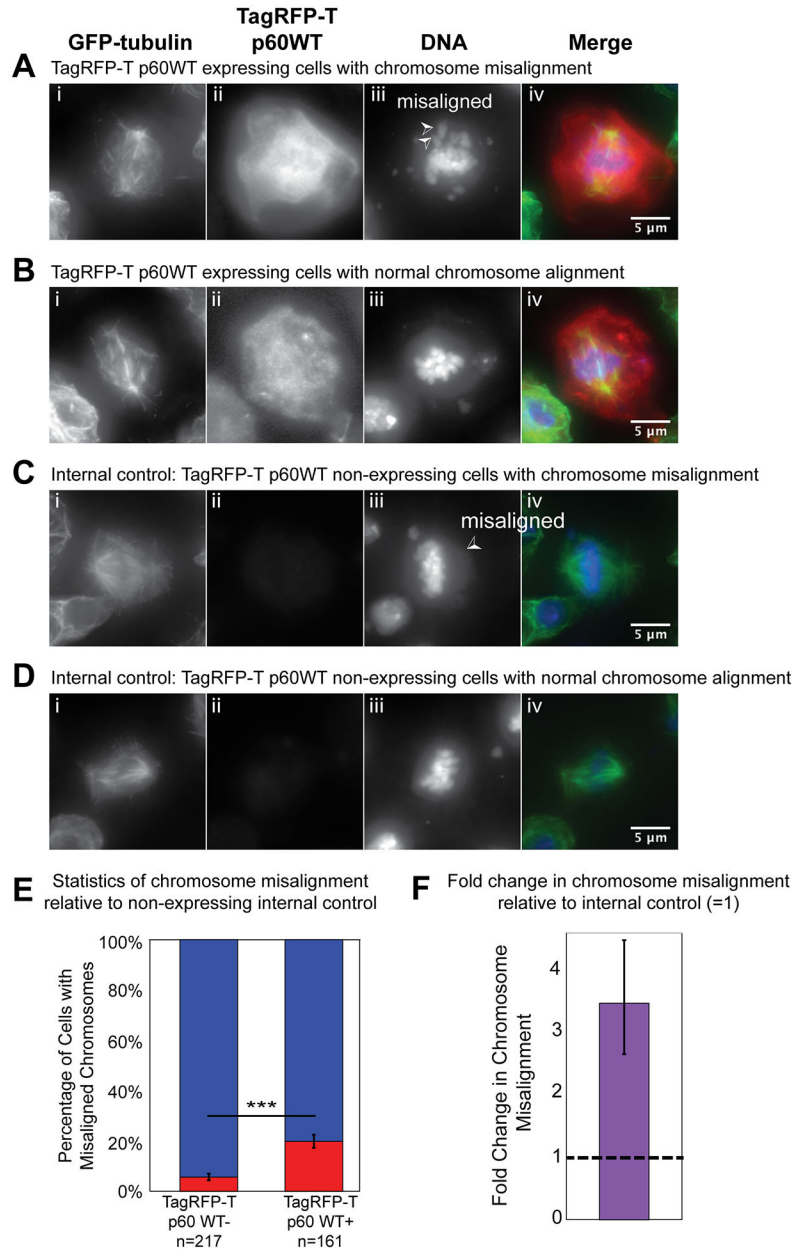 GFP-tubulin
TagRFP-T
p60WT
DNA
Merge
A TagRFP-T p60WT expressing cells with chromosome misalignment
i
ii
iii
misaligned
iv
5 µm
B TagRFP-T p60WT expressing cells with normal chromosome alignment
i
ii
iii
iv
5 µm
C Internal control: TagRFP-T p60WT non-expressing cells with chromosome misalignment
i
ii
iii
misaligned
iv
5 µm
D Internal control: TagRFP-T p60WT non-expressing cells with normal chromosome alignment
i
ii
iii
iv
5 µm
E Statistics of chromosome misalignment
relative to non-expressing internal control
Percentage of Cells with
Misaligned Chromosomes
100%
80%
60%
40%
20%
0%
***
TagRFP-T
p60 WT-
n=217
TagRFP-T
p60 WT+
n=161
F Fold change in chromosome misalignment
relative to internal control (=1)
Fold Change in Chromosome
Misalignment
4
3
2
1
0